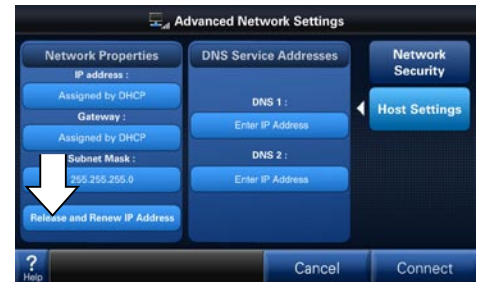 Advanced Network Settings
Network Properties
IP address :
Assigned by DHCP
Gateway :
Assigned by DHCP
Subnet Mask :
255.255.255.0
Release and Renew IP Address
DNS Service Addresses
DNS 1 :
Enter IP Address
DNS 2 :
Enter IP Address
Network
Security
Host Settings
?
Help
Cancel
Connect